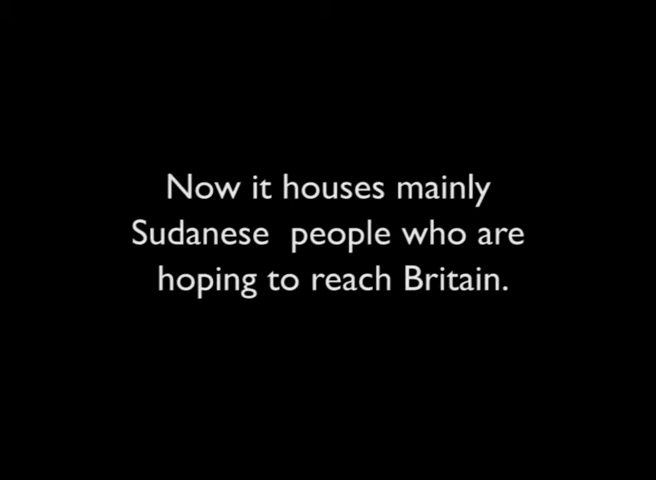 Now it houses mainly
Sudanese  people who are
hoping to reach Britain.